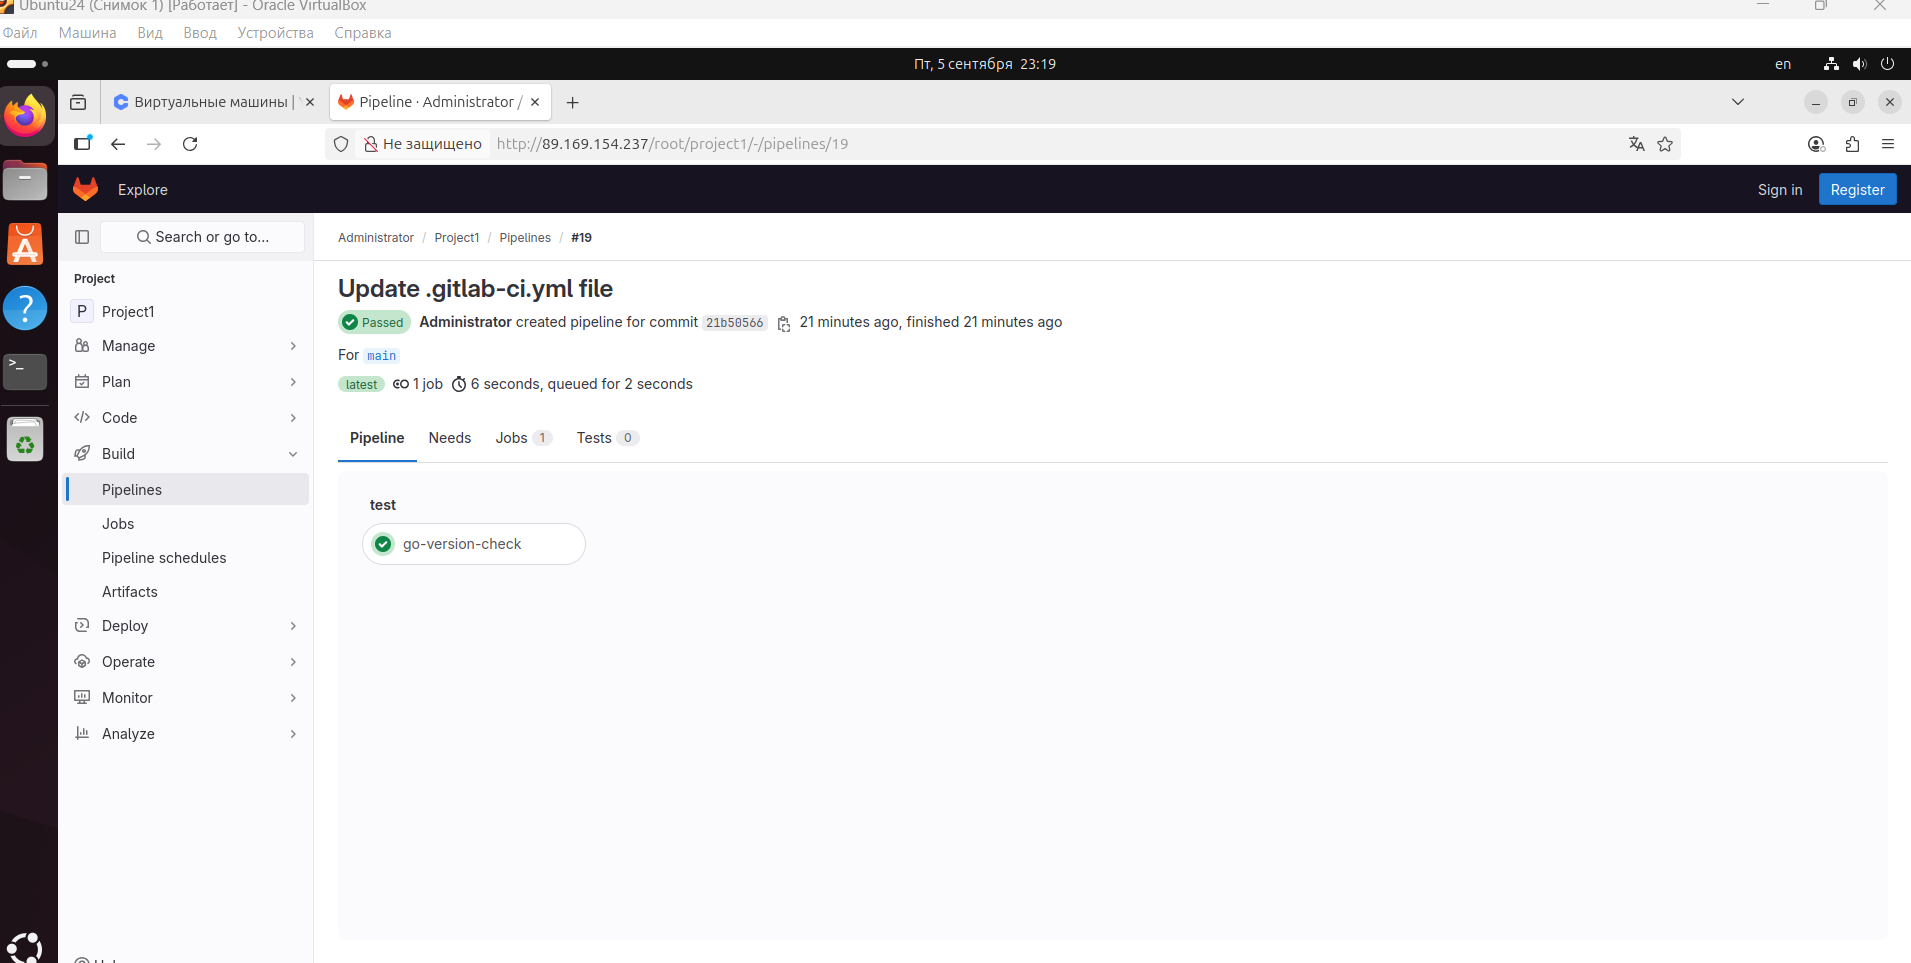 Ubuntu24 (Снимок 1) [Работает] - Oracle VirtualBox
Файл Машина Вид Ввод Устройства Справка
Пт, 5 сентября 23:19 en
Виртуальные машины | Pipeline · Administrator /
Не защищено http://89.169.154.237/root/project1/-/pipelines/19
Explore Sign in Register
Search or go to...
Administrator / Project1 / Pipelines / #19
Project
P Project1
Manage
Plan
Code
Build
Pipelines
Jobs
Pipeline schedules
Artifacts
Deploy
Operate
Monitor
Analyze
Update .gitlab-ci.yml file
Passed Administrator created pipeline for commit 21b50566 21 minutes ago, finished 21 minutes ago
For main
latest 1 job 6 seconds, queued for 2 seconds
Pipeline Needs Jobs 1 Tests 0
test
go-version-check